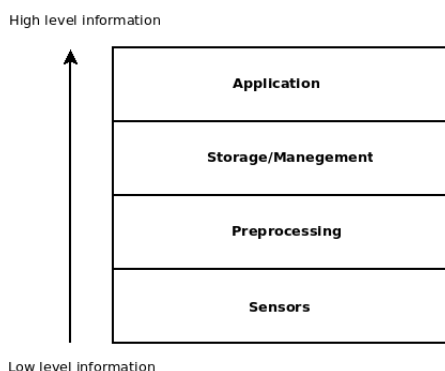 High level information
Application
Storage/Manegement
Preprocessing
Sensors
Low level information